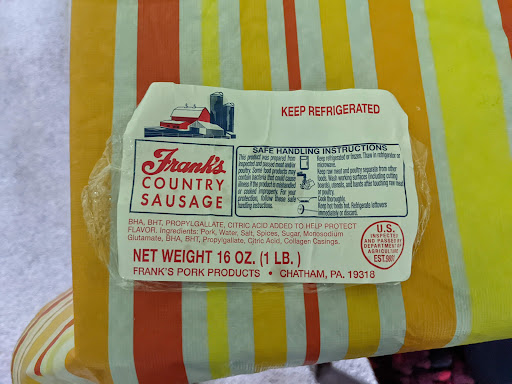 KEEP REFRIGERATED
Frank's
COUNTRY
SAUSAGE
SAFE HANDLING INSTRUCTIONS
This product was prepared from
inspected and passed meat and/or
poultry. Some food products may
contain bacteria that could cause
illness if the product is mishandled
or cooked improperly. For your
protection, follow these safe
handling instructions.
Keep refrigerated or frozen. Thaw in refrigerator or
microwave.
Keep raw meat and poultry separate from other
foods. Wash working surfaces (including cutting
boards), utensils, and hands after touching raw meat
or poultry.
Cook thoroughly.
Keep hot foods hot. Refrigerate leftovers
immediately or discard.
BHA, BHT, PROPYLGALLATE, CITRIC ACID ADDED TO HELP PROTECT
FLAVOR. Ingredients: Pork, Water, Salt, Spices, Sugar, Monosodium
Glutamate, BHA, BHT, Propylgallate, Citric Acid, Collagen Casings.
NET WEIGHT 16 OZ. (1 LB.)
FRANK'S PORK PRODUCTS • CHATHAM, PA. 19318
U.S.
INSPECTED
AND PASSED BY
DEPARTMENT OF
AGRICULTURE